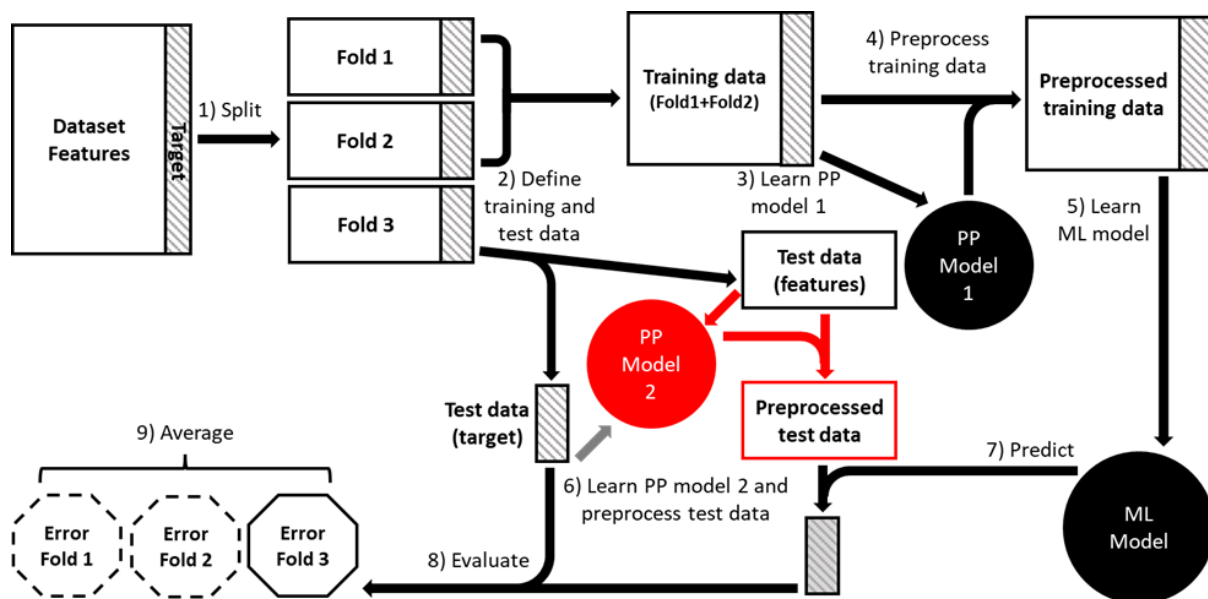 Dataset
Features
Target
1) Split
Fold 1
Fold 2
Fold 3
2) Define
training and
test data
Training data
(Fold1+Fold2)
3) Learn PP
model 1
4) Preprocess
training data
PP
Model
1
Preprocessed
training data
5) Learn
ML model
Test data
(features)
PP
Model
2
Preprocessed
test data
Test data
(target)
6) Learn PP model 2 and
preprocess test data
7) Predict
ML
Model
8) Evaluate
9) Average
Error
Fold 1
Error
Fold 2
Error
Fold 3